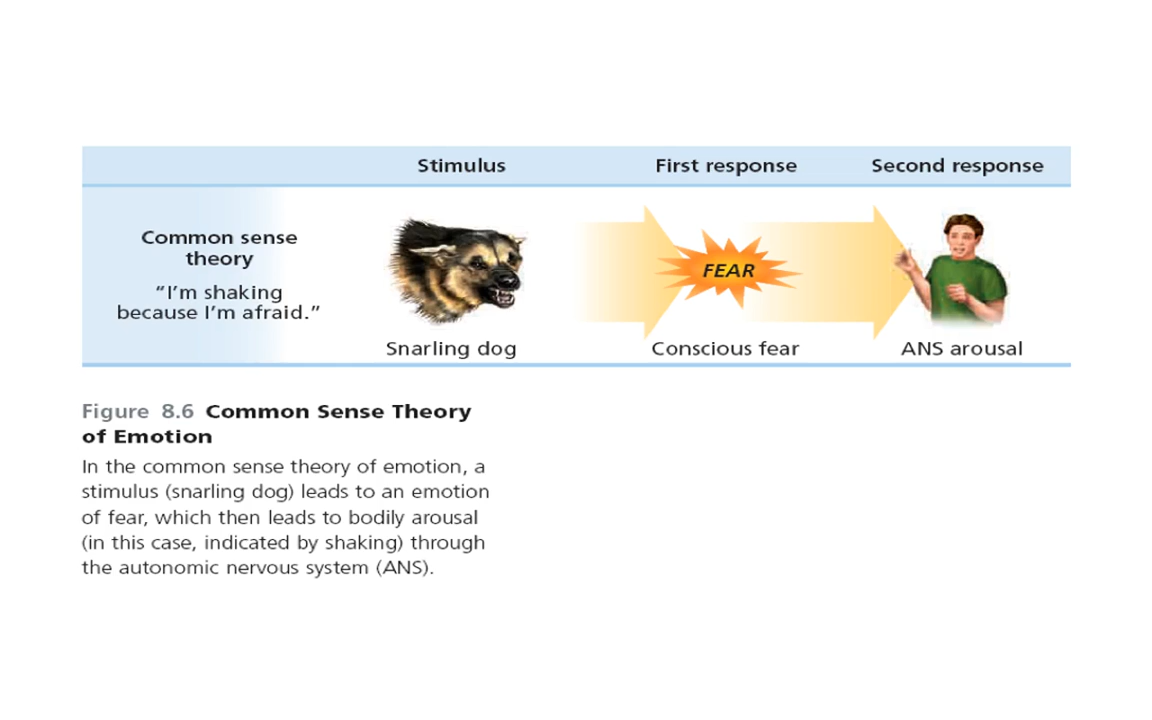 Stimulus First response Second response
Common sense
theory
“I’m shaking
because I’m afraid.”
FEAR
Snarling dog Conscious fear ANS arousal
Figure 8.6 Common Sense Theory
of Emotion
In the common sense theory of emotion, a
stimulus (snarling dog) leads to an emotion
of fear, which then leads to bodily arousal
(in this case, indicated by shaking) through
the autonomic nervous system (ANS).